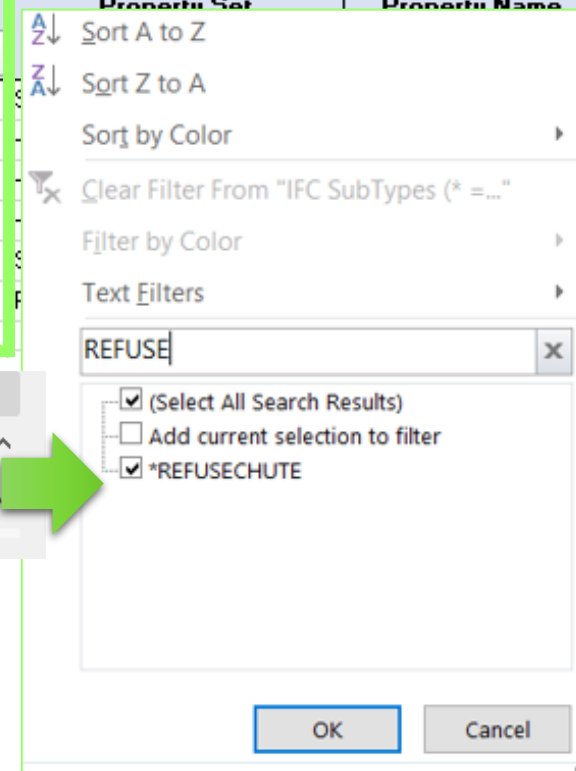 Property Set Property Name
Sort A to Z
Sort Z to A
Sort by Color
Clear Filter From "IFC SubTypes (* =..."
Filter by Color
Text Filters
REFUSE
(Select All Search Results)
Add current selection to filter
*REFUSECHUTE
OK Cancel